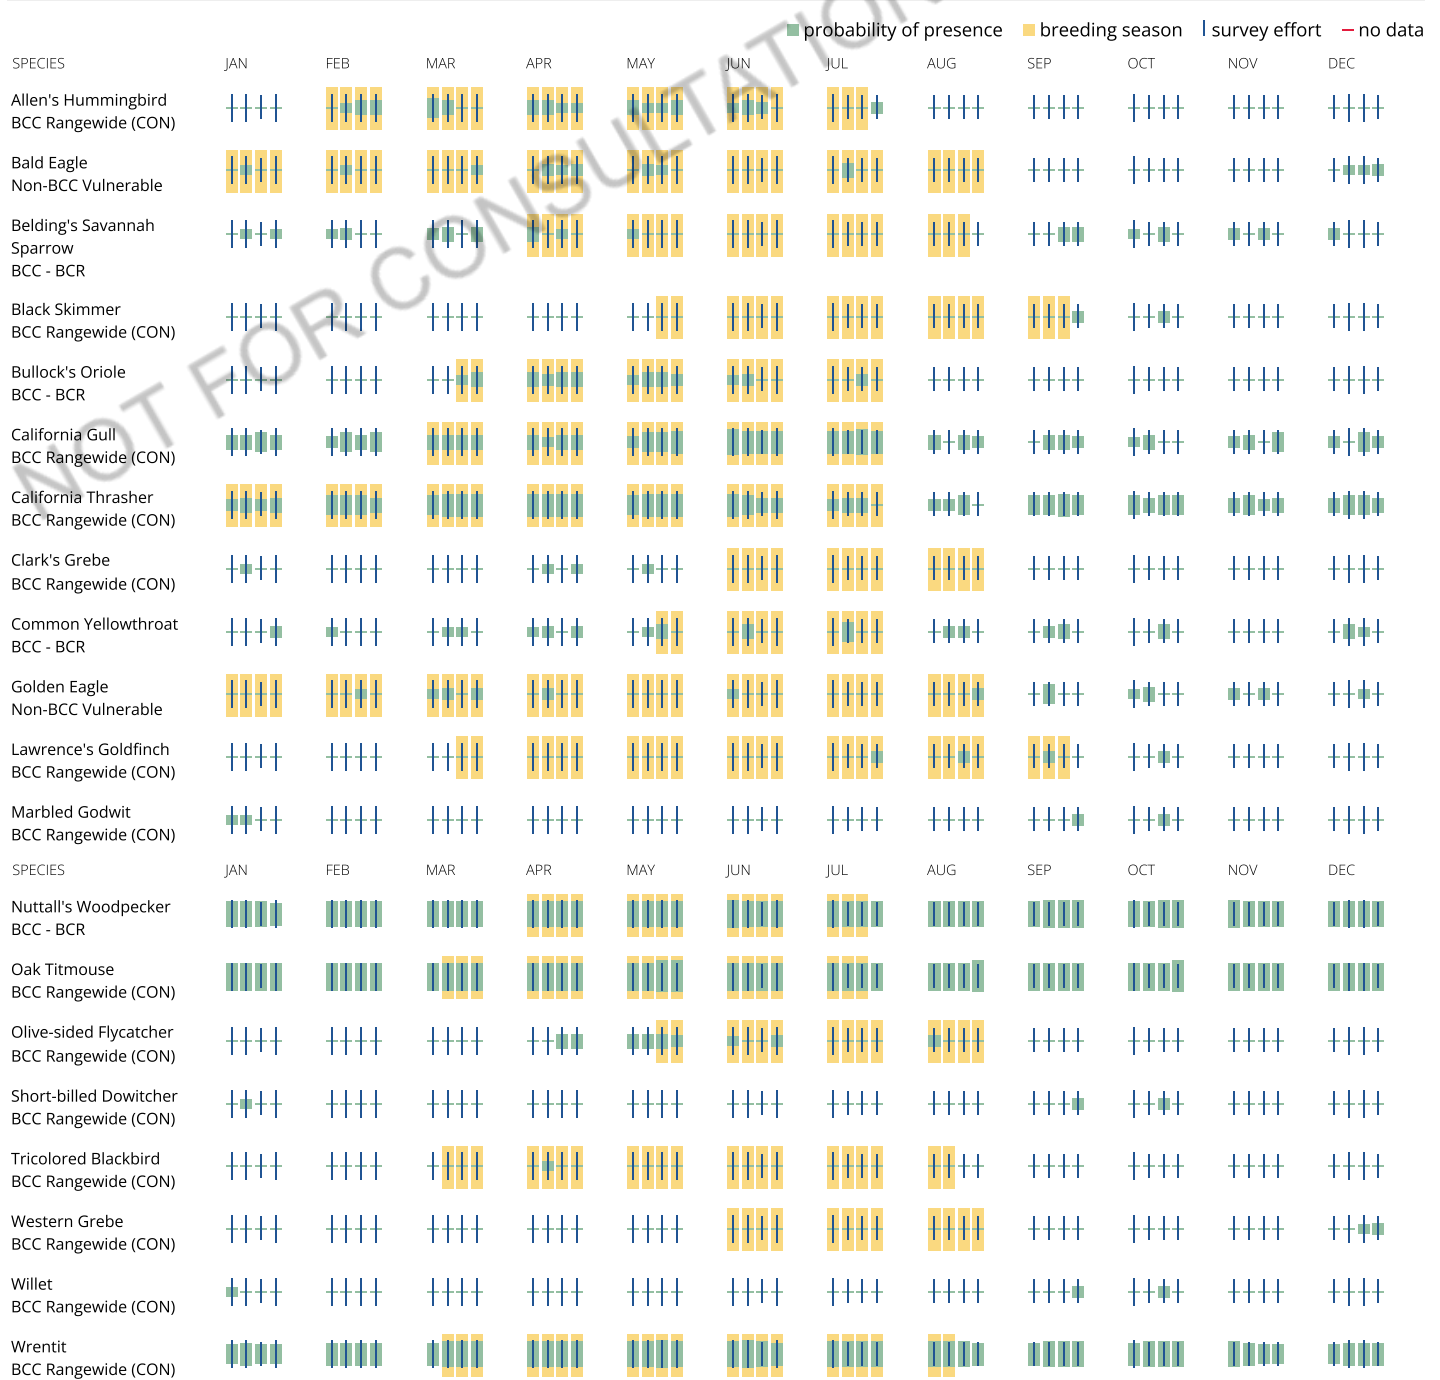 probability of presence breeding season survey effort no data
SPECIES JAN FEB MAR APR MAY JUN JUL AUG SEP OCT NOV DEC
Allen's Hummingbird
BCC Rangewide (CON)
Bald Eagle
Non-BCC Vulnerable
Belding's Savannah
Sparrow
BCC - BCR
Black Skimmer
BCC Rangewide (CON)
Bullock's Oriole
BCC - BCR
California Gull
BCC Rangewide (CON)
California Thrasher
BCC Rangewide (CON)
Clark's Grebe
BCC Rangewide (CON)
Common Yellowthroat
BCC - BCR
Golden Eagle
Non-BCC Vulnerable
Lawrence's Goldfinch
BCC Rangewide (CON)
Marbled Godwit
BCC Rangewide (CON)
SPECIES JAN FEB MAR APR MAY JUN JUL AUG SEP OCT NOV DEC
Nuttall's Woodpecker
BCC - BCR
Oak Titmouse
BCC Rangewide (CON)
Olive-sided Flycatcher
BCC Rangewide (CON)
Short-billed Dowitcher
BCC Rangewide (CON)
Tricolored Blackbird
BCC Rangewide (CON)
Western Grebe
BCC Rangewide (CON)
Willet
BCC Rangewide (CON)
Wrentit
BCC Rangewide (CON)
NOT FOR CONSULTATION